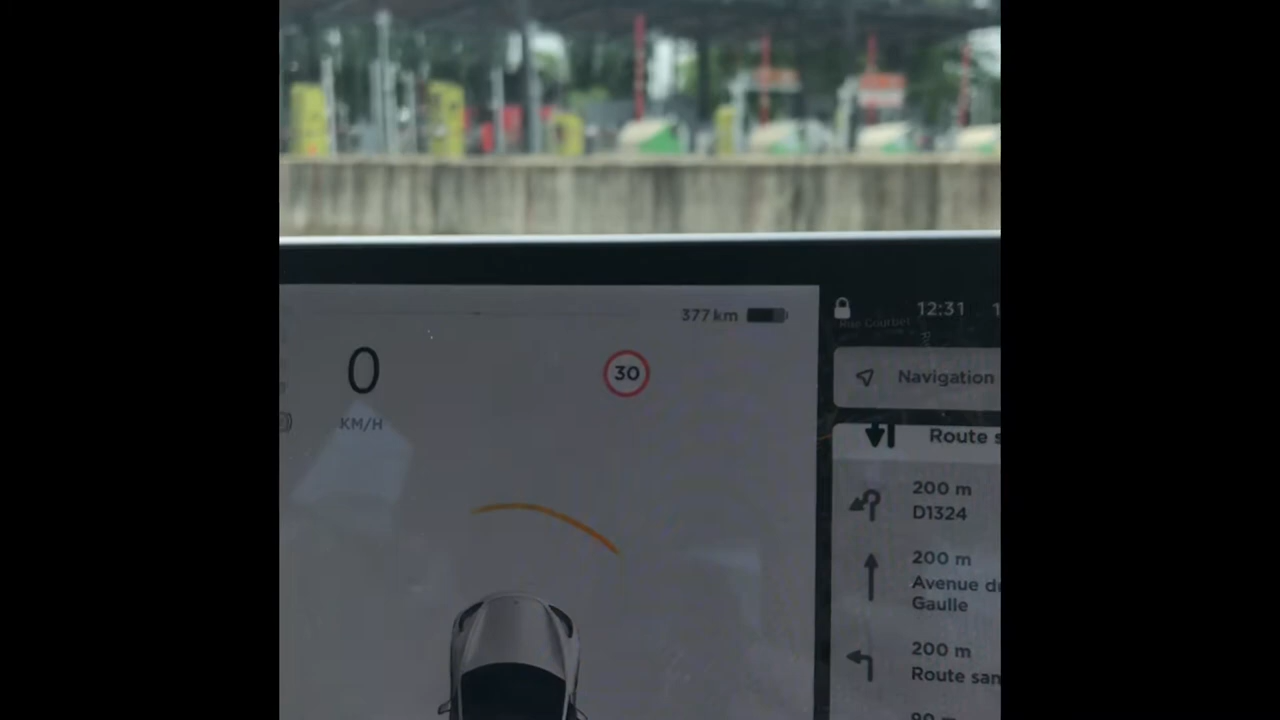 377 km
12:31
0
30
KM/H
Navigation
Route
200 m
D1324
200 m
Avenue
Gaulle
200 m
Route